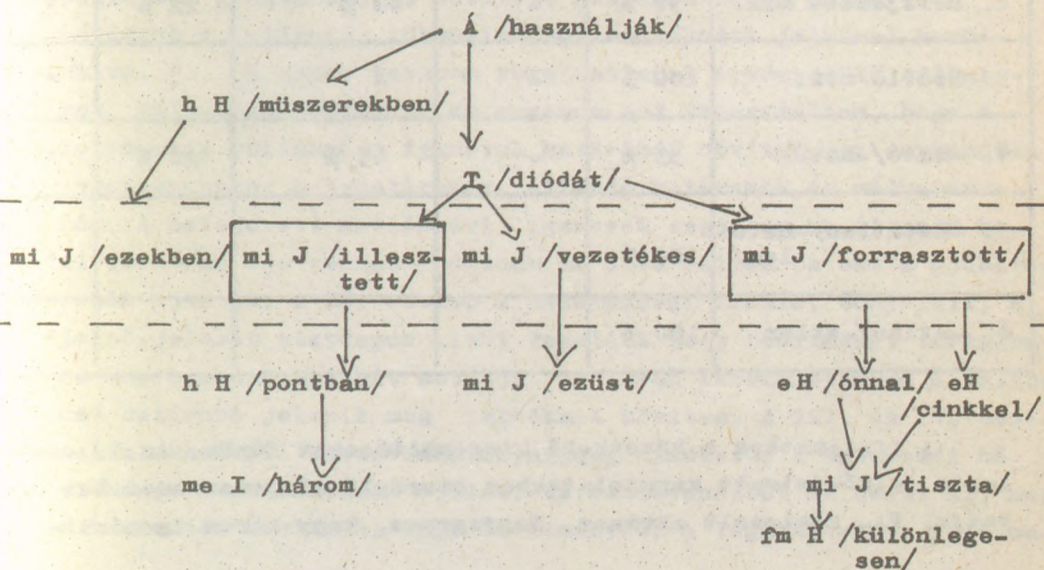 Á /használják/
h H /müszerekben/
T /diódát/
mi J /ezekben/ mi J /illesz- mi J /vezetékes/ mi J /forrasztott/
tett/
h H /pontban/ mi J /ezüst/ eH /ónnal/ eH
/cinkkel/
me J /három/ mi J /tiszta/
fm H /különlege-
sen/